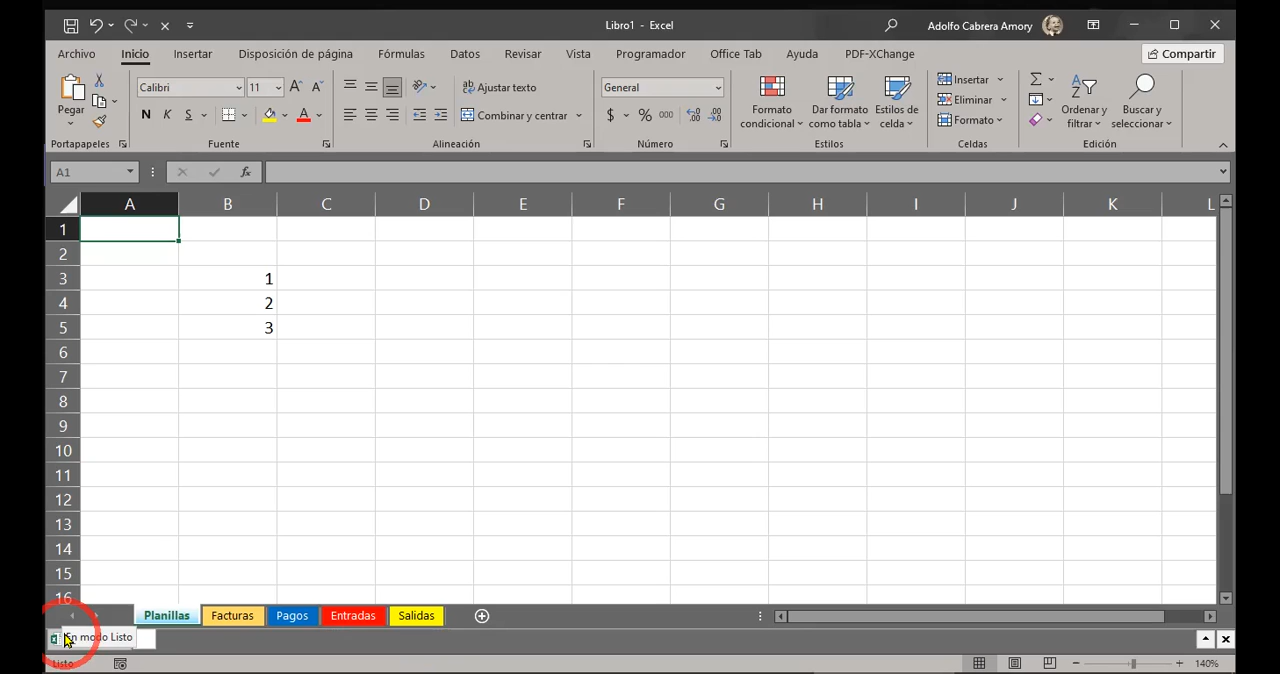 Libro1 - Excel
Adolfo Cabrera Amory
Archivo Inicio Insertar Disposición de página Fórmulas Datos Revisar Vista Programador Office Tab Ayuda PDF-XChange Compartir
Pegar
Calibri 11
N K S
A A
ab Ajustar texto
Combinar y centrar
General
$ % 000
Formato condicional
Dar formato como tabla
Estilos de celda
Insertar
Eliminar
Formato
Ordenar y filtrar
Buscar y seleccionar
Portapapeles Fuente Alineación Número Estilos Celdas Edición
A1 fx
A B C D E F G H I J K L
1
2
3 1
4 2
5 3
6
7
8
9
10
11
12
13
14
15
16
Planillas Facturas Pagos Entradas Salidas
En modo Listo
Listo
140%